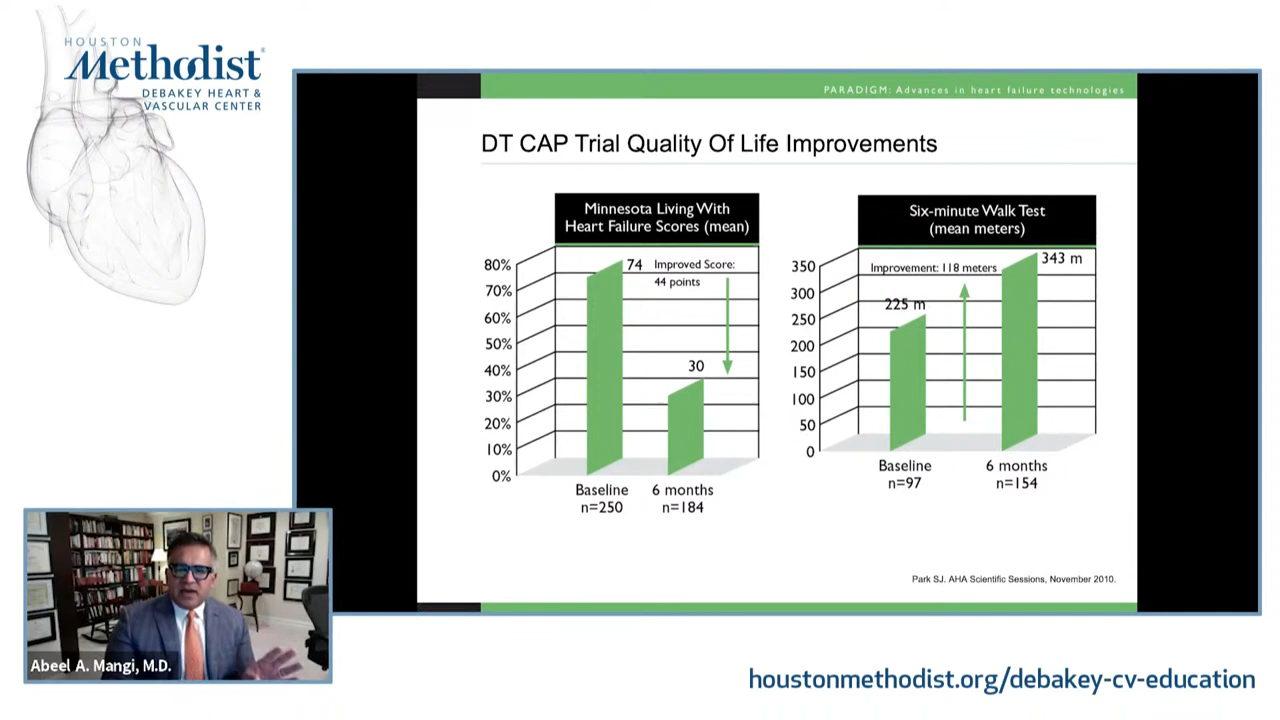 HOUSTON
Methodist®
DEBAKEY HEART &
VASCULAR CENTER
PARADIGM: Advances in heart failure technologies
DT CAP Trial Quality Of Life Improvements
Minnesota Living With
Heart Failure Scores (mean)
80%
70%
60%
50%
40%
30%
20%
10%
0%
74
Improved Score:
44 points
30
Baseline
n=250
6 months
n=184
Six-minute Walk Test
(mean meters)
350
300
250
200
150
100
50
0
Improvement: 118 meters
225 m
343 m
Baseline
n=97
6 months
n=154
Park SJ. AHA Scientific Sessions, November 2010.
Abeel A. Mangi, M.D.
houstonmethodist.org/debakey-cv-education